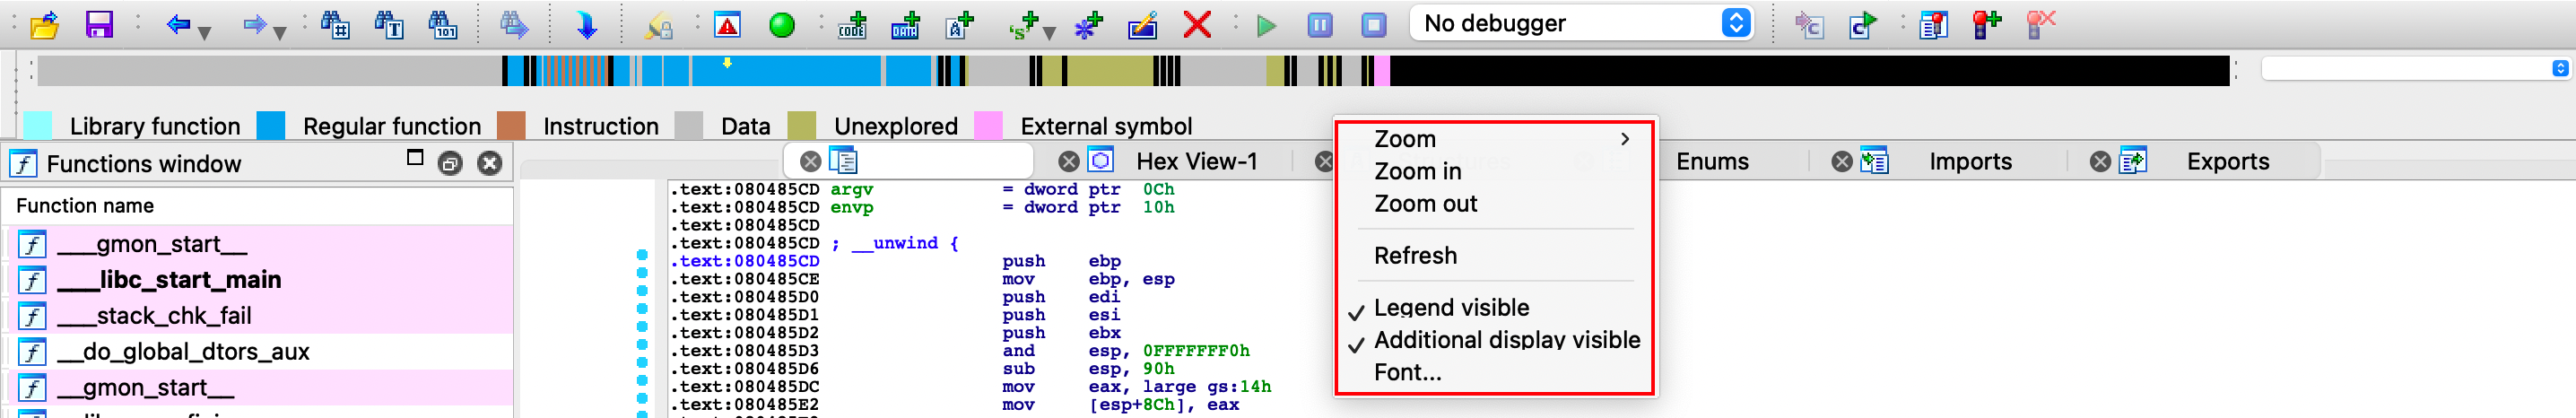 No debugger
Library function Regular function Instruction Data Unexplored External symbol
Functions window
Hex View-1 Enums Imports Exports
Function name
___gmon_start__
___libc_start_main
___stack_chk_fail
__do_global_dtors_aux
__gmon_start__
.text:080485CD argv = dword ptr 0Ch
.text:080485CD envp = dword ptr 10h
.text:080485CD
.text:080485CD ; __unwind {
.text:080485CD push ebp
.text:080485CE mov ebp, esp
.text:080485D0 push edi
.text:080485D1 push esi
.text:080485D2 push ebx
.text:080485D3 and esp, 0FFFFFFF0h
.text:080485D6 sub esp, 90h
.text:080485DC mov eax, large gs:14h
.text:080485E2 mov [esp+8Ch], eax
Zoom
Zoom in
Zoom out
Refresh
Legend visible
Additional display visible
Font...